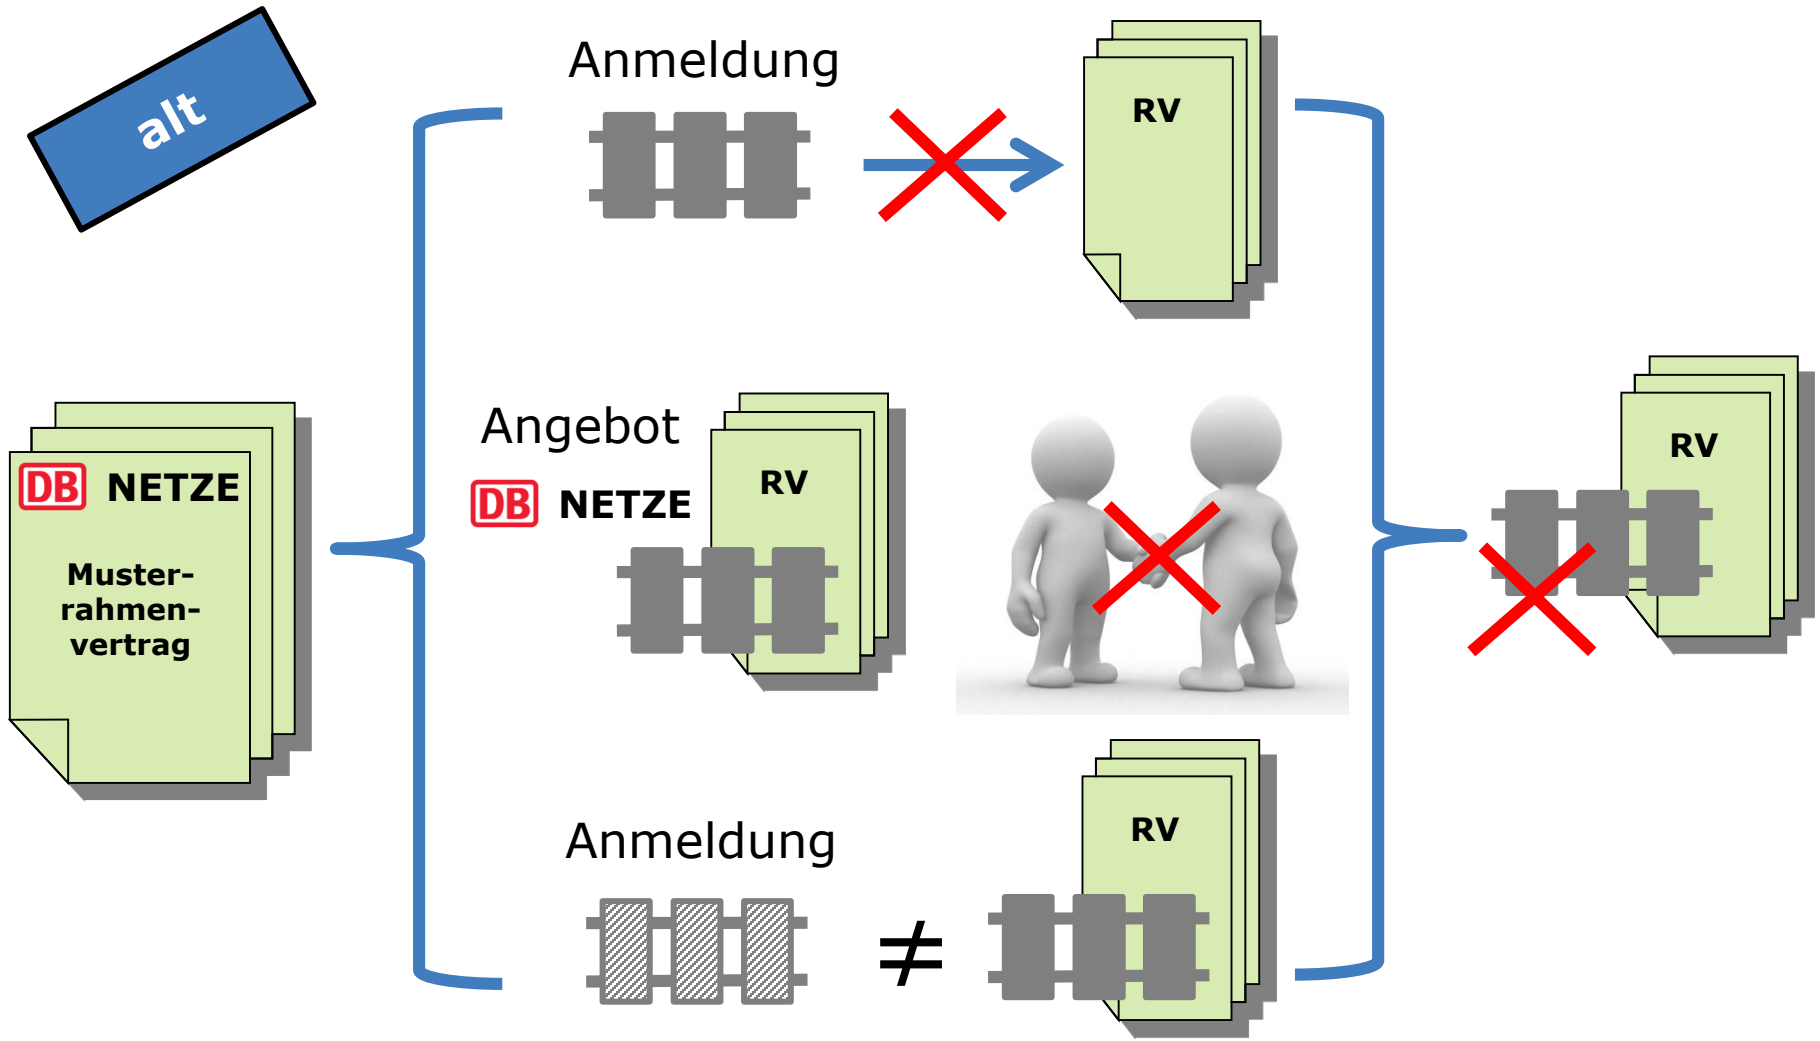 alt
Anmeldung
RV
DB NETZE
Muster-
rahmen-
vertrag
Angebot
DB NETZE
RV
RV
Anmeldung
≠
RV